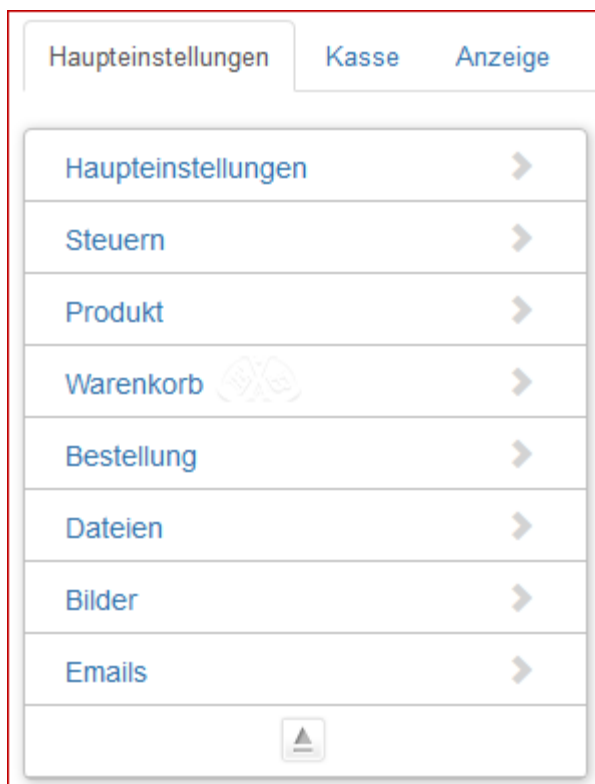 Haupteinstellungen Kasse Anzeige
Haupteinstellungen
Steuern
Produkt
Warenkorb
Bestellung
Dateien
Bilder
Emails